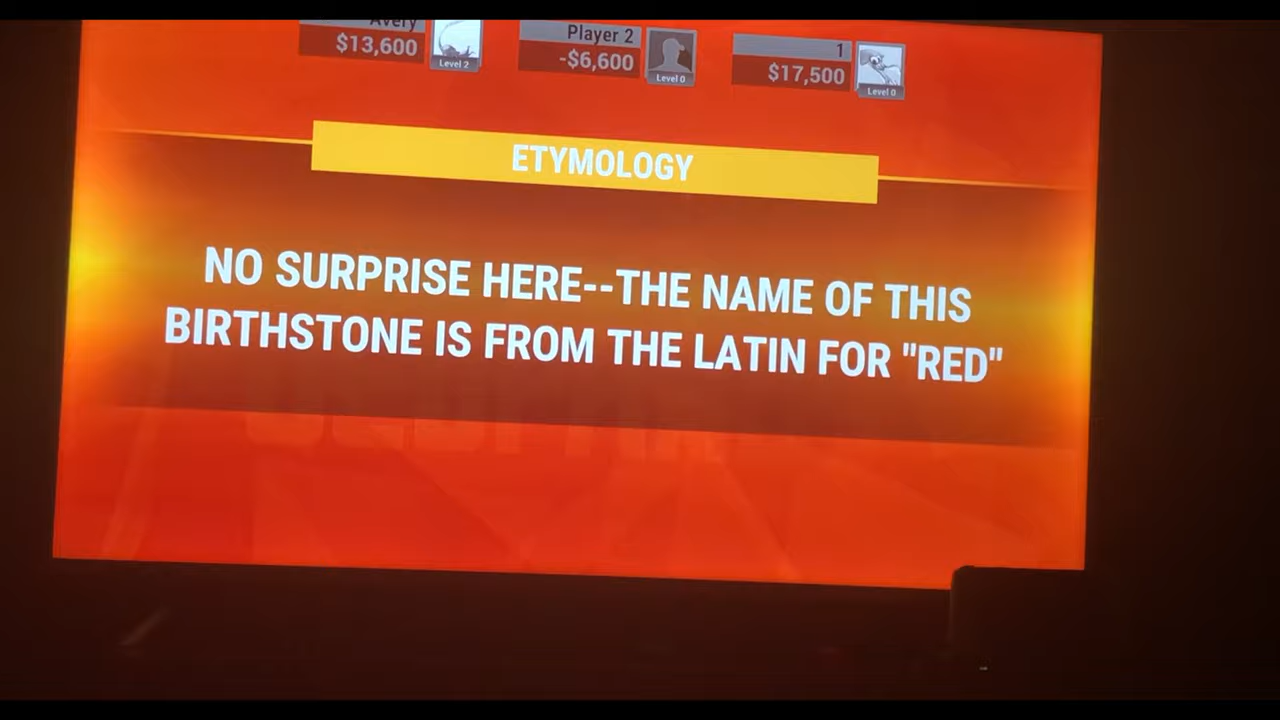 Avery
$13,600
Level 2
Player 2
-$6,600
Level 0
1
$17,500
Level 0
ETYMOLOGY
NO SURPRISE HERE--THE NAME OF THIS
BIRTHSTONE IS FROM THE LATIN FOR "RED"